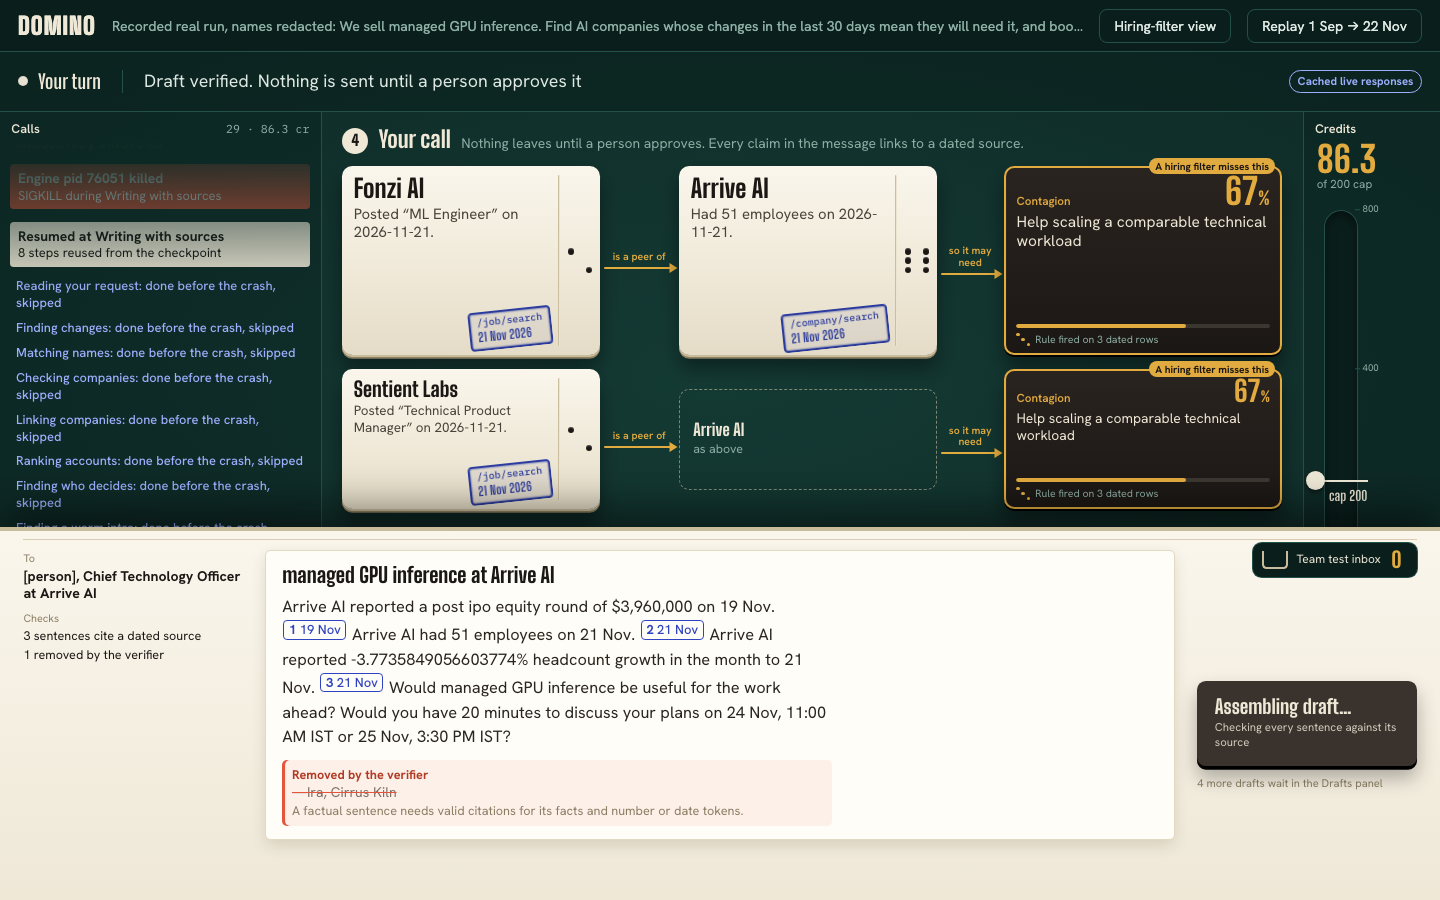 DOMINO
Recorded real run, names redacted: We sell managed GPU inference. Find AI companies whose changes in the last 30 days mean they will need it, and boo...
Hiring-filter view
Replay 1 Sep → 22 Nov
Your turn
Draft verified. Nothing is sent until a person approves it
Cached live responses
Calls
29 · 86.3 cr
Engine pid 76051 killed
SIGKILL during Writing with sources
Resumed at Writing with sources
8 steps reused from the checkpoint
Reading your request: done before the crash,
skipped
Finding changes: done before the crash, skipped
Matching names: done before the crash, skipped
Checking companies: done before the crash,
skipped
Linking companies: done before the crash,
skipped
Ranking accounts: done before the crash, skipped
Finding who decides: done before the crash,
skipped
Finding a warm intro: done before the crash,
4
Your call
Nothing leaves until a person approves. Every claim in the message links to a dated source.
Fonzi AI
Posted “ML Engineer” on
2026-11-21.
/job/search
21 Nov 2026
is a peer of
Arrive AI
Had 51 employees on 2026-
11-21.
/company/search
21 Nov 2026
so it may
need
A hiring filter misses this
67%
Contagion
Help scaling a comparable technical
workload
Rule fired on 3 dated rows
Sentient Labs
Posted “Technical Product
Manager” on 2026-11-21.
/job/search
21 Nov 2026
is a peer of
Arrive AI
as above
so it may
need
A hiring filter misses this
67%
Contagion
Help scaling a comparable technical
workload
Rule fired on 3 dated rows
Credits
86.3
of 200 cap
800
400
cap 200
To
[person], Chief Technology Officer
at Arrive AI
Checks
3 sentences cite a dated source
1 removed by the verifier
managed GPU inference at Arrive AI
Arrive AI reported a post ipo equity round of $3,960,000 on 19 Nov.
1 19 Nov Arrive AI had 51 employees on 21 Nov. 2 21 Nov Arrive AI
reported -3.7735849056603774% headcount growth in the month to 21
Nov. 3 21 Nov Would managed GPU inference be useful for the work
ahead? Would you have 20 minutes to discuss your plans on 24 Nov, 11:00
AM IST or 25 Nov, 3:30 PM IST?
Removed by the verifier
— Ira, Cirrus Kiln
A factual sentence needs valid citations for its facts and number or date tokens.
Team test inbox 0
Assembling draft...
Checking every sentence against its
source
4 more drafts wait in the Drafts panel